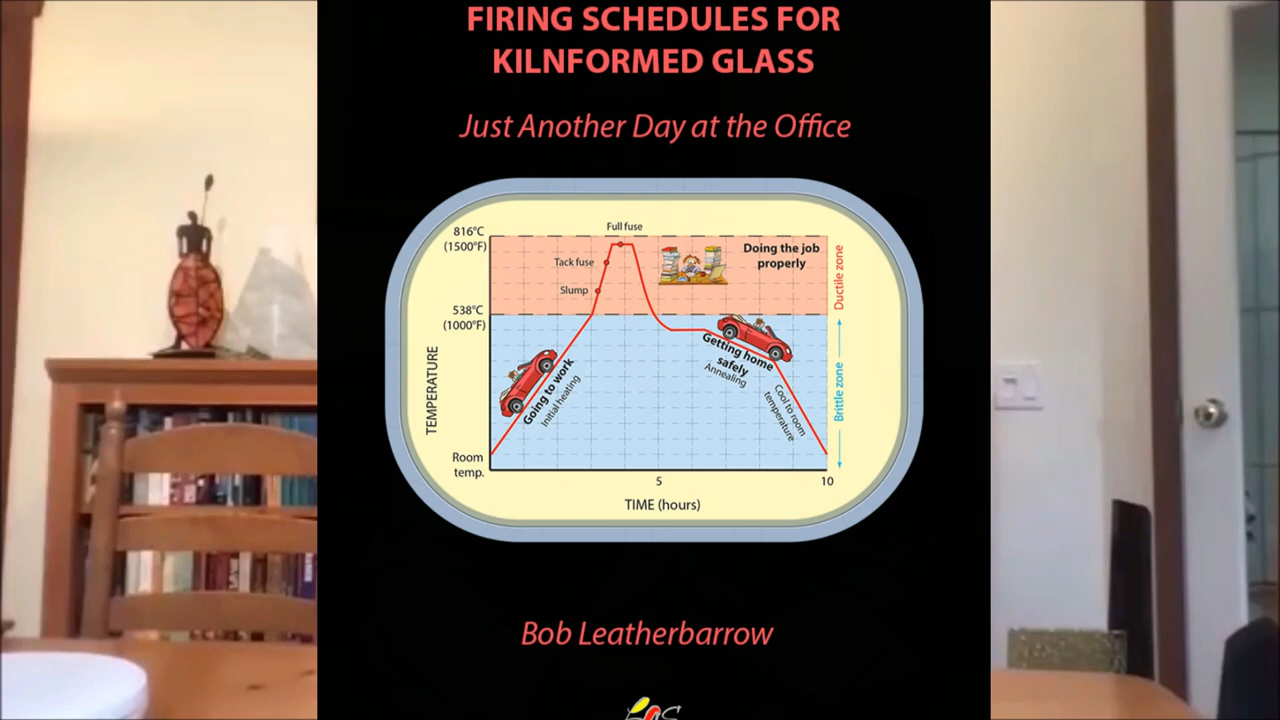 FIRING SCHEDULES FOR
KILNFORMED GLASS
Just Another Day at the Office
816°C
(1500°F)
Full fuse
Tack fuse
Slump
Doing the job
properly
Ductile zone
538°C
(1000°F)
TEMPERATURE
Going to work
Initial heating
Getting home
safely
Annealing
Cool to room
temperature
Brittle zone
Room
temp.
5
10
TIME (hours)
Bob Leatherbarrow